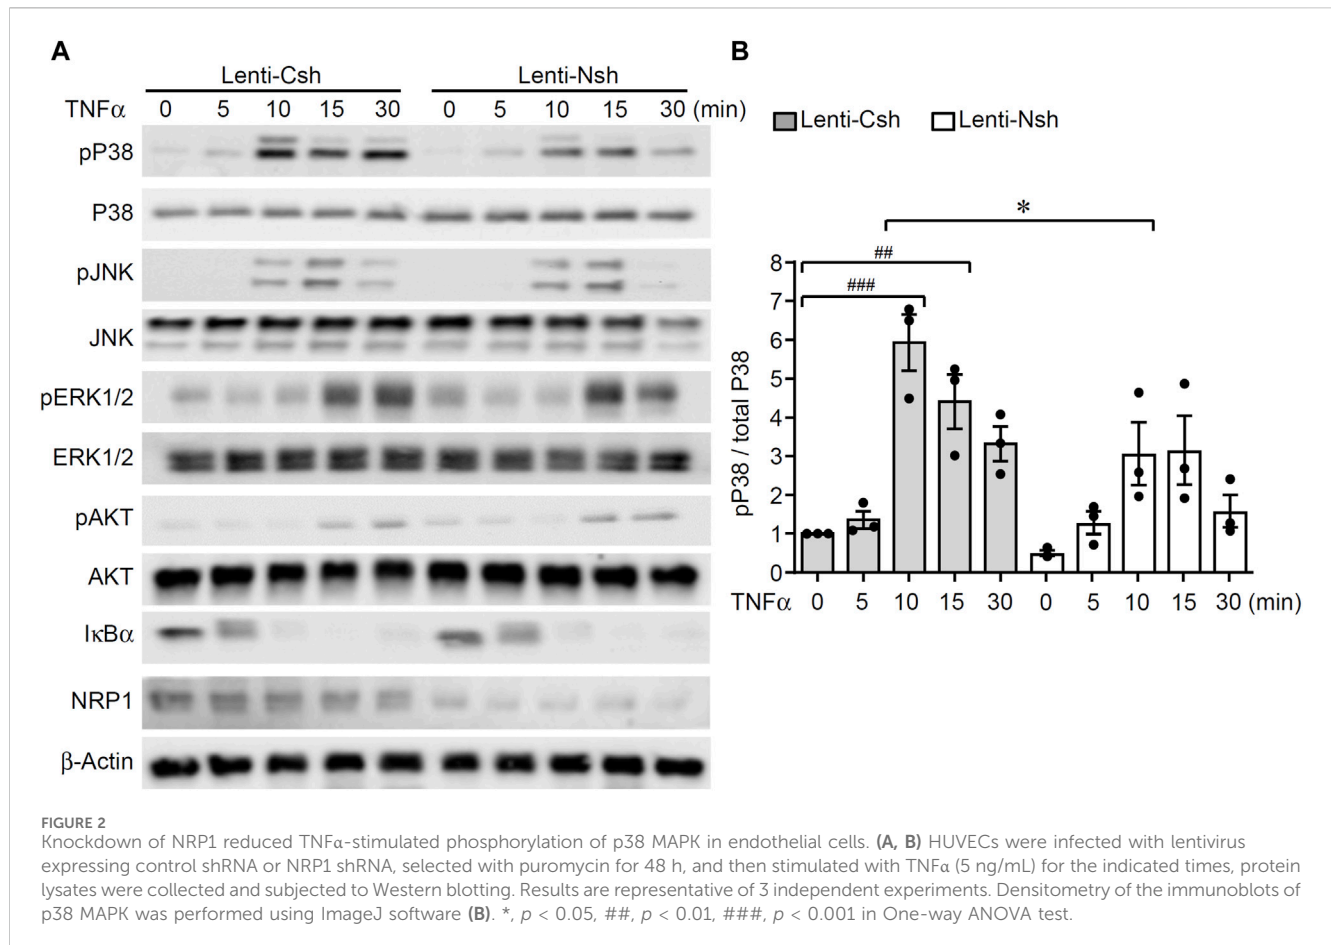 A
Lenti-Csh Lenti-Nsh
TNFα 0 5 10 15 30 0 5 10 15 30 (min)
pP38
P38
pJNK
JNK
pERK1/2
ERK1/2
pAKT
AKT
IκBα
NRP1
β-Actin
B
Lenti-Csh Lenti-Nsh
*
##
###
pP38 / total P38
8
7
6
5
4
3
2
1
0
TNFα 0 5 10 15 30 0 5 10 15 30 (min)
FIGURE 2
Knockdown of NRP1 reduced TNFα-stimulated phosphorylation of p38 MAPK in endothelial cells. (A, B) HUVECs were infected with lentivirus
expressing control shRNA or NRP1 shRNA, selected with puromycin for 48 h, and then stimulated with TNFα (5 ng/mL) for the indicated times, protein
lysates were collected and subjected to Western blotting. Results are representative of 3 independent experiments. Densitometry of the immunoblots of
p38 MAPK was performed using ImageJ software (B). *, p < 0.05, ##, p < 0.01, ###, p < 0.001 in One-way ANOVA test.